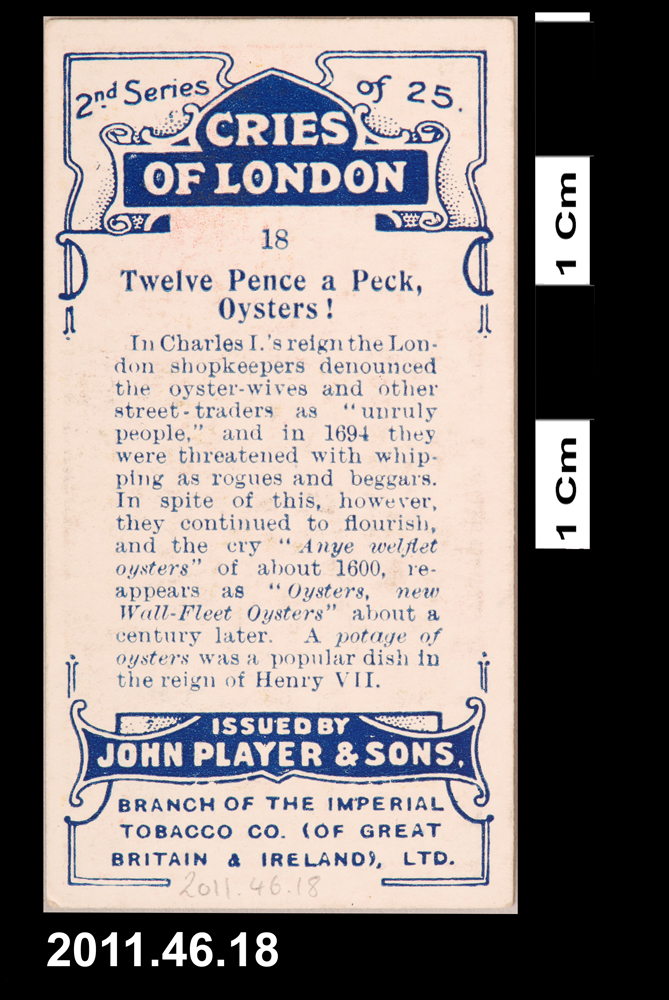 2nd Series of 25.
CRIES
OF LONDON
18
Twelve Pence a Peck,
Oysters!
In Charles I.'s reign the Lon-
don shopkeepers denounced
the oyster-wives and other
street-traders as "unruly
people," and in 1694 they
were threatened with whip-
ping as rogues and beggars.
In spite of this, however,
they continued to flourish,
and the cry "Anye welflet
oysters" of about 1600, re-
appears as "Oysters, new
Wall-Fleet Oysters" about a
century later. A potage of
oysters was a popular dish in
the reign of Henry VII.
ISSUED BY
JOHN PLAYER & SONS,
BRANCH OF THE IMPERIAL
TOBACCO CO. (OF GREAT
BRITAIN & IRELAND), LTD.
2011.46.18
2011.46.18
1 Cm
1 Cm